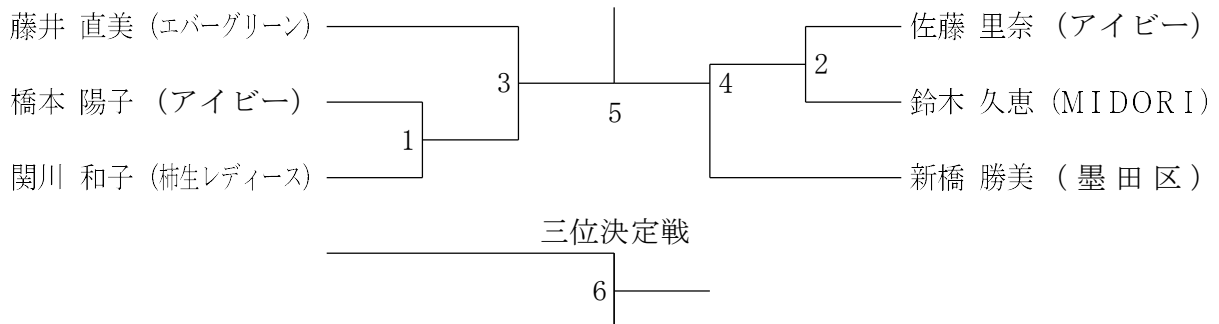 藤井 直美 (エバーグリーン)
佐藤 里奈 (アイビー)
3
4
2
橋本 陽子 (アイビー)
5
鈴木 久恵 (MIDORI)
1
関川 和子 (柿生レディース)
新橋 勝美 (墨田区)
三位決定戦
6